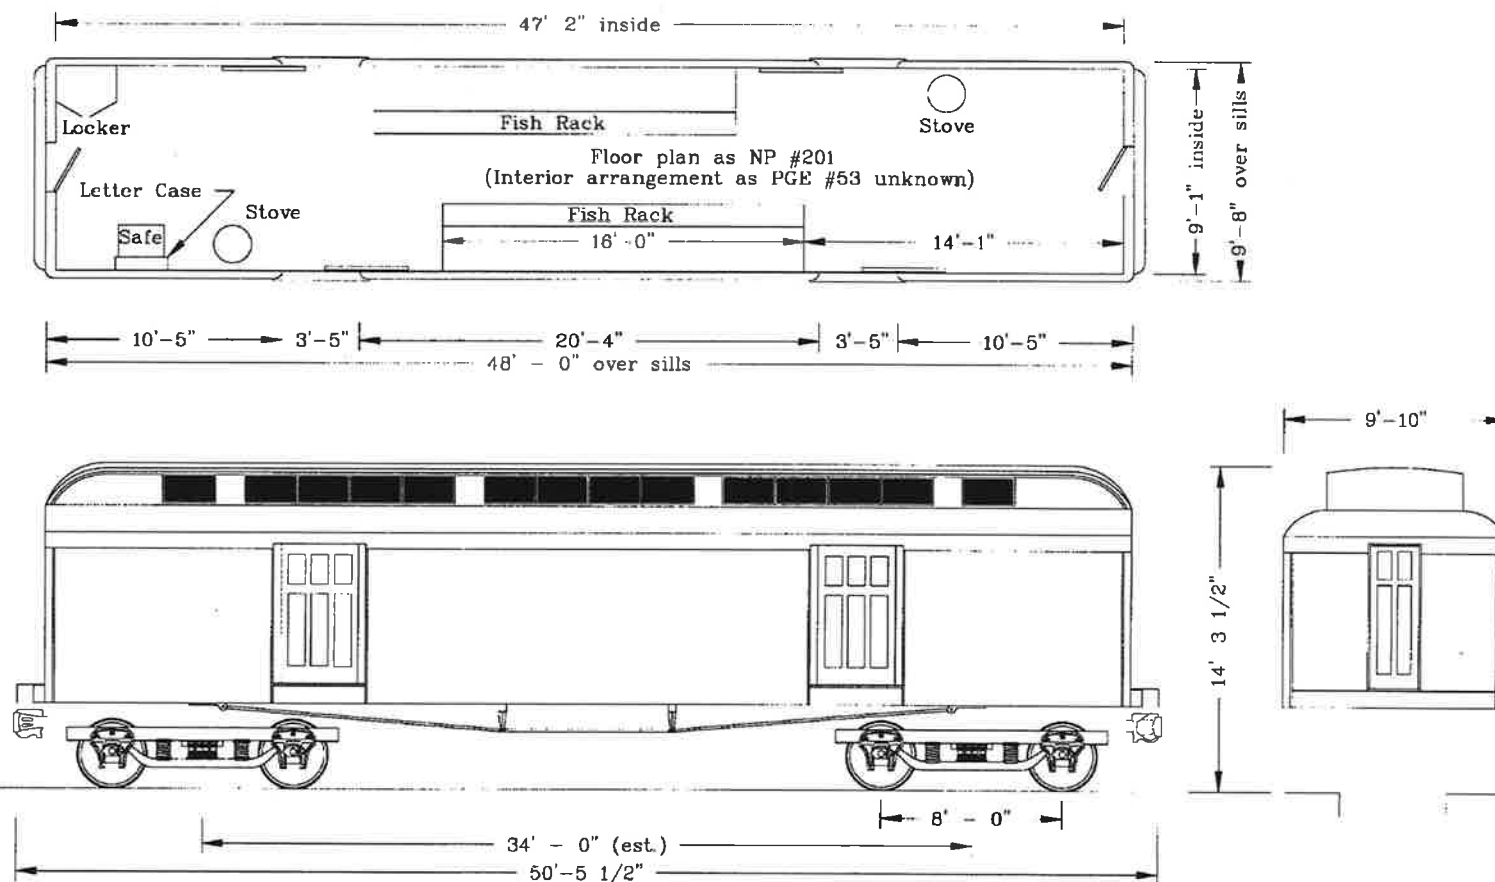 47' 2" inside
Locker
Fish Rack
Stove
Floor plan as NP #201
(Interior arrangement as PGE #53 unknown)
Letter Case
Stove
Safe
Fish Rack
16' -0"
14'-1"
9'-1" inside
9'-8" over sills
10'-5"
3'-5"
20'-4"
3'-5"
10'-5"
48' - 0" over sills
9'-10"
14' 3 1/2"
8' - 0"
34' - 0" (est.)
50'-5 1/2"